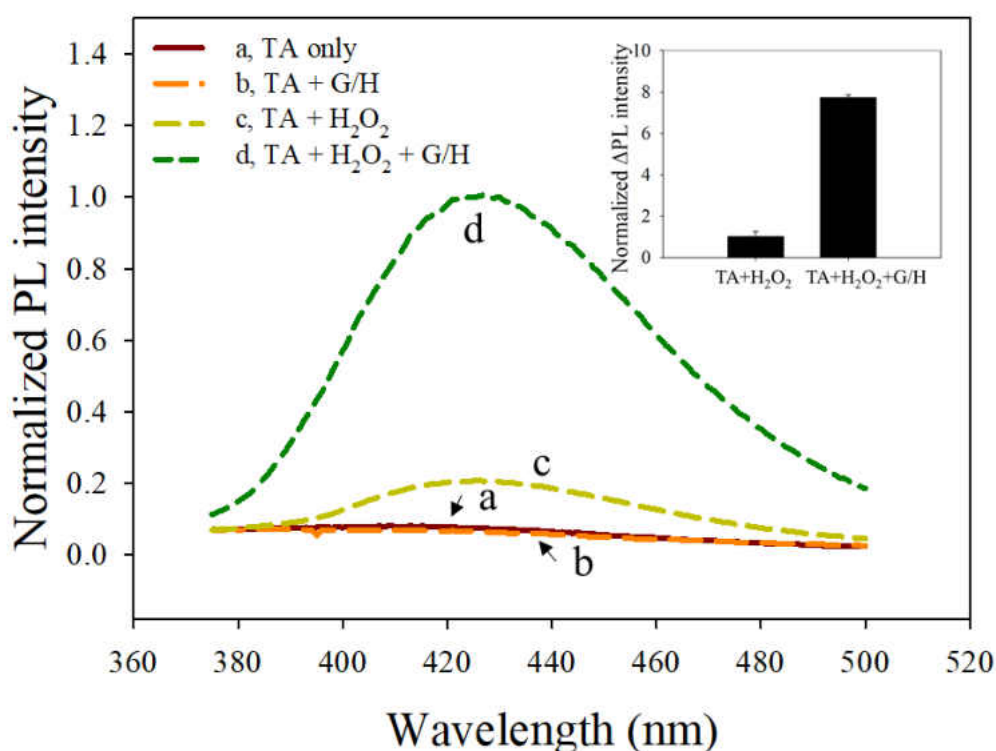 a, TA only
b, TA + G/H
c, TA + H₂O₂
d, TA + H₂O₂ + G/H
Normalized PL intensity
1.4
1.2
1.0
0.8
0.6
0.4
0.2
0.0
d
c
a
b
360 380 400 420 440 460 480 500 520
Wavelength (nm)
Normalized ΔPL intensity
10
8
6
4
2
0
TA+H₂O₂ TA+H₂O₂+G/H